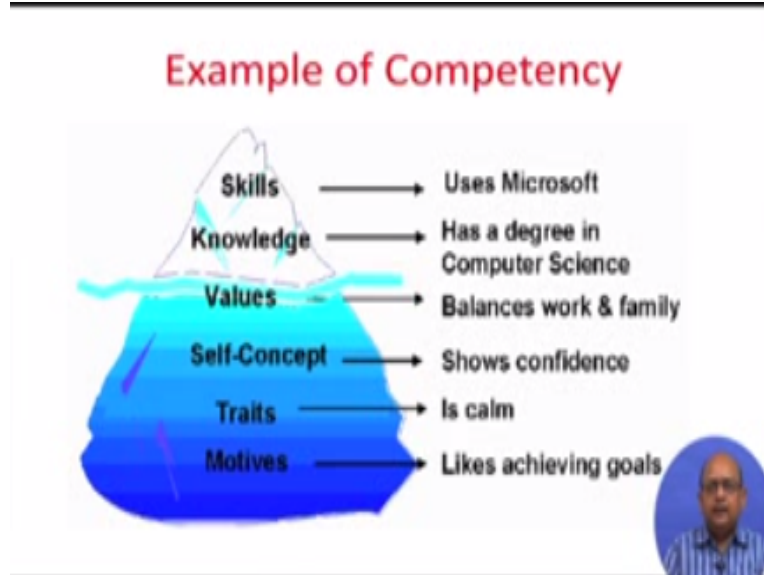 Example of Competency
Skills
Uses Microsoft
Knowledge
Has a degree in
Computer Science
Values
Balances work & family
Self-Concept
Shows confidence
Traits
Is calm
Motives
Likes achieving goals